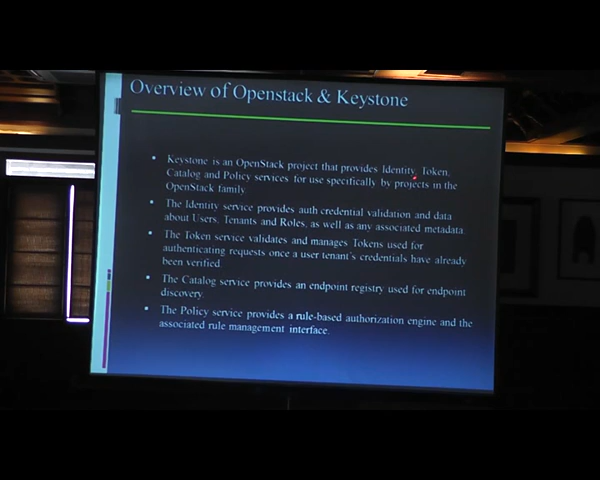 Overview of Openstack & Keystone
Keystone is an OpenStack project that provides Identity, Token,
Catalog and Policy services for use specifically by projects in the
OpenStack family.
The Identity service provides auth credential validation and data
about Users, Tenants and Roles, as well as any associated metadata.
The Token service validates and manages Tokens used for
authenticating requests once a user tenant's credentials have already
been verified.
The Catalog service provides an endpoint registry used for endpoint
discovery.
The Policy service provides a rule-based authorization engine and the
associated rule management interface.